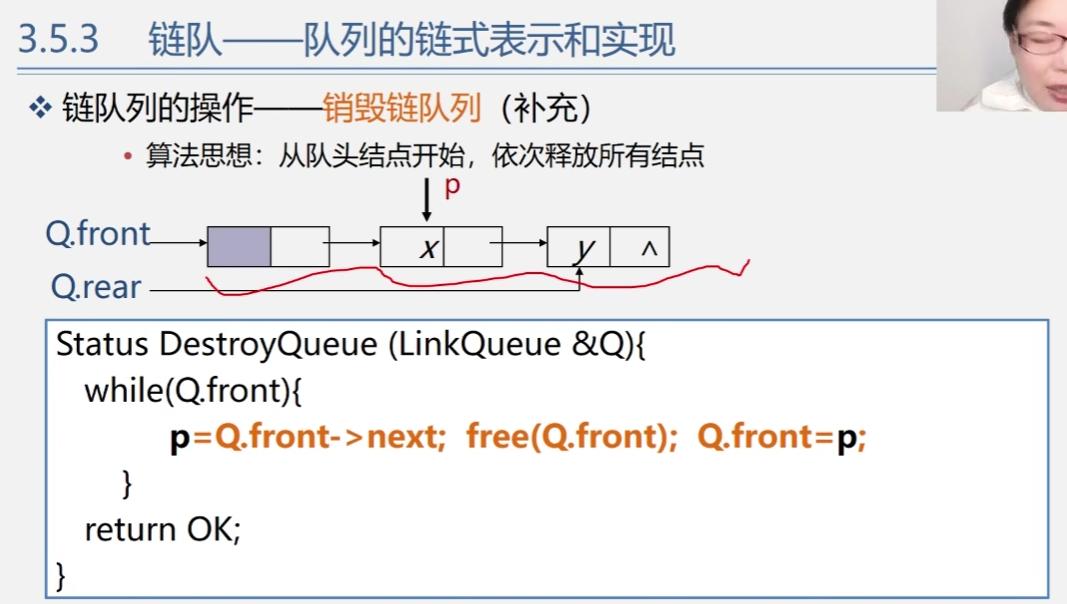 3.5.3 链队——队列的链式表示和实现
❖ 链队列的操作——销毁链队列（补充）
• 算法思想：从队头结点开始，依次释放所有结点
p
Q.front
x
y ∧
Q.rear
Status DestroyQueue (LinkQueue &Q){
while(Q.front){
p=Q.front->next; free(Q.front); Q.front=p;
}
return OK;
}